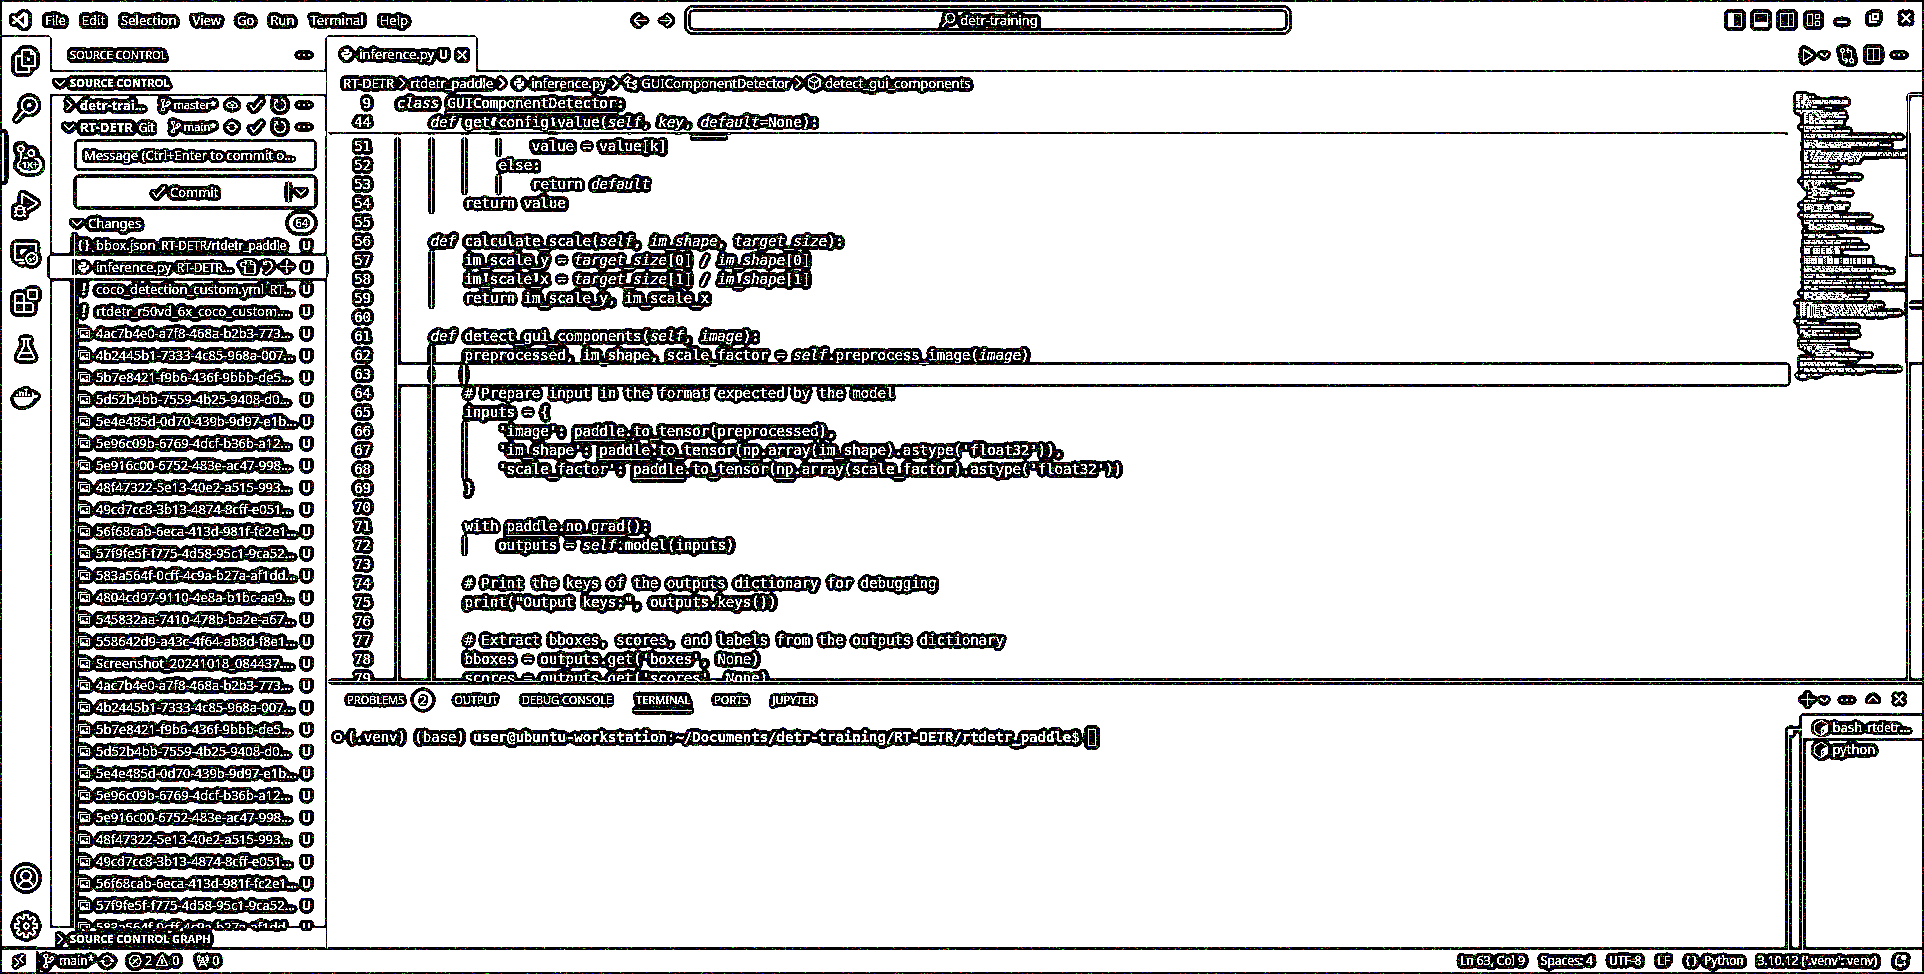 File Edit Selection View Go Run Terminal Help
detr-training
SOURCE CONTROL
SOURCE CONTROL
detr-trai... master*
RT-DETR Git main*
Message (Ctrl+Enter to commit o...
Commit
Changes 64
{} bbox.json RT-DETR/rtdetr_paddle U
inference.py RT-DETR... U
! coco_detection_custom.yml RT... U
! rtdetr_r50vd_6x_coco_custom.... U
4ac7b4e0-a7f8-468a-b2b3-773... U
4b2445b1-7333-4c85-968a-007... U
5b7e8421-f9b6-436f-9bbb-de5... U
5d52b4bb-7559-4b25-9408-d0... U
5e4e485d-0d70-439b-9d97-e1b... U
5e96c09b-6769-4dcf-b36b-a12... U
5e916c00-6752-483e-ac47-998... U
48f47322-5e13-40e2-a515-993... U
49cd7cc8-3b13-4874-8cff-e051... U
56f68cab-6eca-413d-981f-fc2e1... U
57f9fe5f-f775-4d58-95c1-9ca52... U
583a564f-0cff-4c9a-b27a-af1dd... U
4804cd97-9110-4e8a-b1bc-aa9... U
545832aa-7410-478b-ba2e-a67... U
558642d9-a43c-4f64-ab8d-f8e1... U
Screenshot_20241018_084437.... U
4ac7b4e0-a7f8-468a-b2b3-773... U
4b2445b1-7333-4c85-968a-007... U
5b7e8421-f9b6-436f-9bbb-de5... U
5d52b4bb-7559-4b25-9408-d0... U
5e4e485d-0d70-439b-9d97-e1b... U
5e96c09b-6769-4dcf-b36b-a12... U
5e916c00-6752-483e-ac47-998... U
48f47322-5e13-40e2-a515-993... U
49cd7cc8-3b13-4874-8cff-e051... U
56f68cab-6eca-413d-981f-fc2e1... U
57f9fe5f-f775-4d58-95c1-9ca52... U
583a564f-0cff-4c9a-b27a-af1dd... U
SOURCE CONTROL GRAPH
inference.py U
RT-DETR > rtdetr_paddle > inference.py > GUIComponentDetector > detect_gui_components
9 class GUIComponentDetector:
44 def get_config_value(self, key, default=None):
51 value = value[k]
52 else:
53 return default
54 return value
55
56 def calculate_scale(self, im_shape, target_size):
57 im_scale_y = target_size[0] / im_shape[0]
58 im_scale_x = target_size[1] / im_shape[1]
59 return im_scale_y, im_scale_x
60
61 def detect_gui_components(self, image):
62 preprocessed, im_shape, scale_factor = self.preprocess_image(image)
63
64 # Prepare input in the format expected by the model
65 inputs = {
66 'image': paddle.to_tensor(preprocessed),
67 'im_shape': paddle.to_tensor(np.array(im_shape).astype('float32')),
68 'scale_factor': paddle.to_tensor(np.array(scale_factor).astype('float32'))
69 }
70
71 with paddle.no_grad():
72 outputs = self.model(inputs)
73
74 # Print the keys of the outputs dictionary for debugging
75 print("Output keys:", outputs.keys())
76
77 # Extract bboxes, scores, and labels from the outputs dictionary
78 bboxes = outputs.get('boxes', None)
79 scores = outputs.get('scores', None)
PROBLEMS 2 OUTPUT DEBUG CONSOLE TERMINAL PORTS JUPYTER
(.venv) (base) user@ubuntu-workstation:~/Documents/detr-training/RT-DETR/rtdetr_paddle$
bash rtdetr...
python
main* 2 0 0
Ln 63, Col 9 Spaces: 4 UTF-8 LF {} Python 3.10.12 ('.venv': venv)